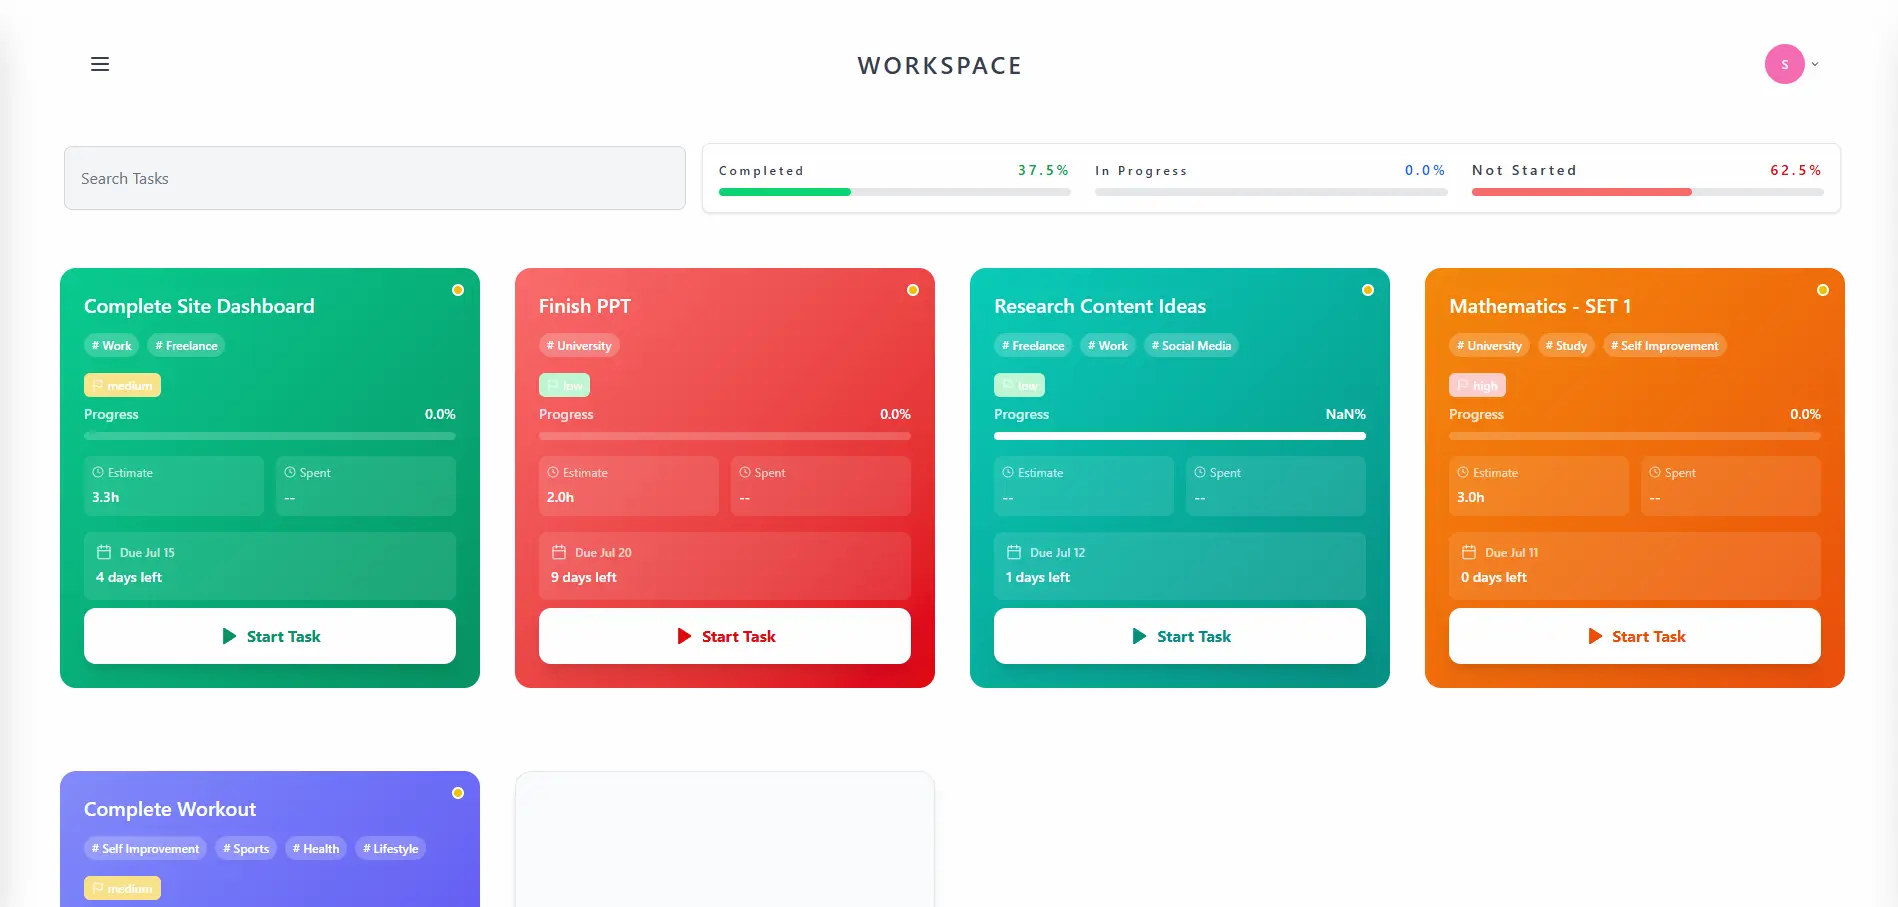 WORKSPACE
S
Search Tasks
Completed 37.5%
In Progress 0.0%
Not Started 62.5%
Complete Site Dashboard
# Work # Freelance
medium
Progress 0.0%
Estimate Spent
3.3h --
Due Jul 15
4 days left
Start Task
Finish PPT
# University
low
Progress 0.0%
Estimate Spent
2.0h --
Due Jul 20
9 days left
Start Task
Research Content Ideas
# Freelance # Work # Social Media
low
Progress NaN%
Estimate Spent
-- --
Due Jul 12
1 days left
Start Task
Mathematics - SET 1
# University # Study # Self Improvement
high
Progress 0.0%
Estimate Spent
3.0h --
Due Jul 11
0 days left
Start Task
Complete Workout
# Self Improvement # Sports # Health # Lifestyle
medium